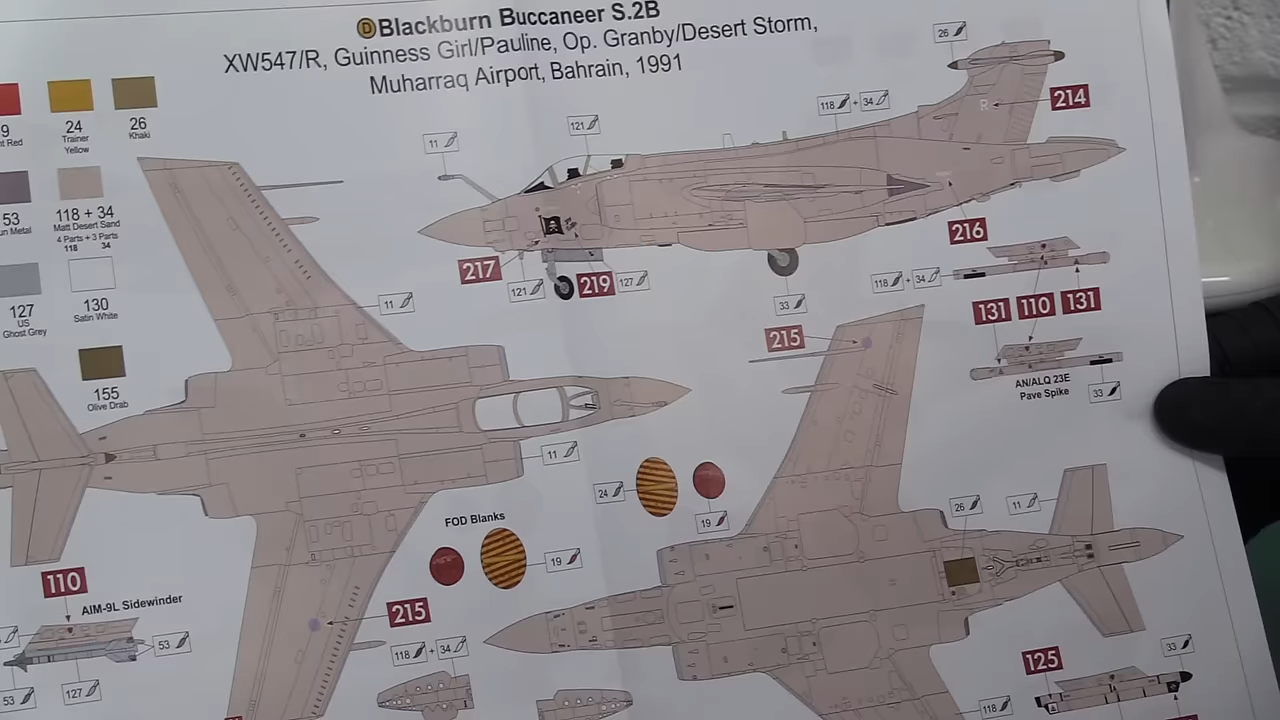 D Blackburn Buccaneer S.2B
XW547/R, Guinness Girl/Pauline, Op. Granby/Desert Storm,
Muharraq Airport, Bahrain, 1991
9
Red
24
Trainer
Yellow
26
Khaki
53
Metal
118 + 34
Matt Desert Sand
4 Parts + 3 Parts
118 34
127
US
Ghost Grey
130
Satin White
155
Olive Drab
26
118 + 34
214
R
121
11
216
217
121
219
127
118 + 34
33
131 110 131
215
11
AN/ALQ 23E
Pave Spike
33
11
24
19
26
11
FOD Blanks
19
110
AIM-9L Sidewinder
53
53
127
215
118 + 34
125
33
118